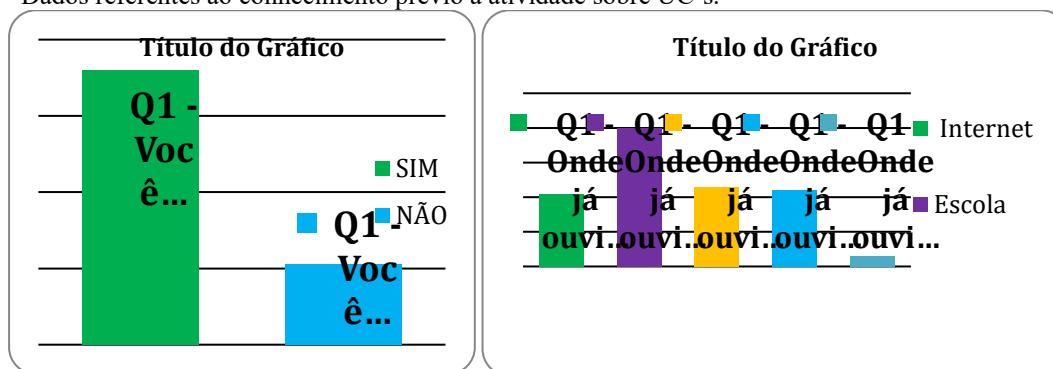 Dados referentes ao conhecimento prévio à atividade sobre UC's.
Título do Gráfico
Q1 -
Voc
ê...
Q1 -
Voc
ê...
SIM
NÃO
Título do Gráfico
Q1 - Q1 - Q1 - Q1 - Q1
Onde Onde Onde Onde Onde
já já já já já
ouvi... ouvi... ouvi... ouvi... ouvi...
Internet
Escola